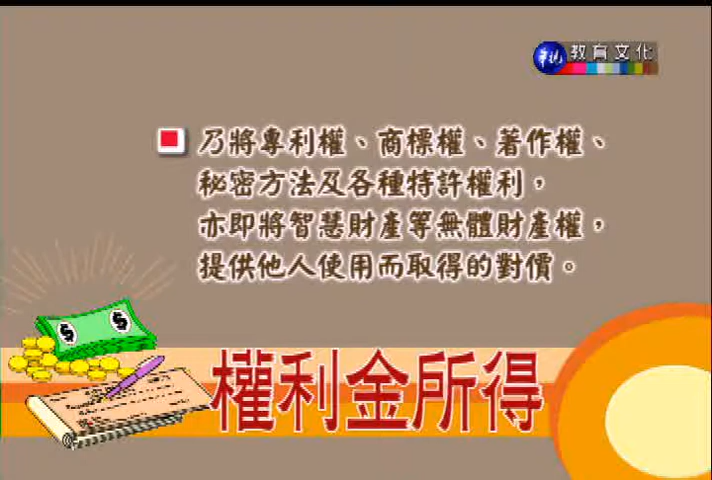 華視
教育文化
乃將專利權、商標權、著作權、
秘密方法及各種特許權利，
亦即將智慧財產等無體財產權，
提供他人使用而取得的對價。
$ $
權利金所得